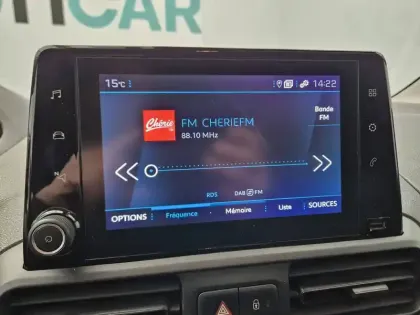 CAR
15°C
14:22
Chérie
FM CHERIEFM
88.10 MHz
Bande
FM
RDS
DAB FM
OPTIONS
Fréquence
Mémoire
Liste
SOURCES
N